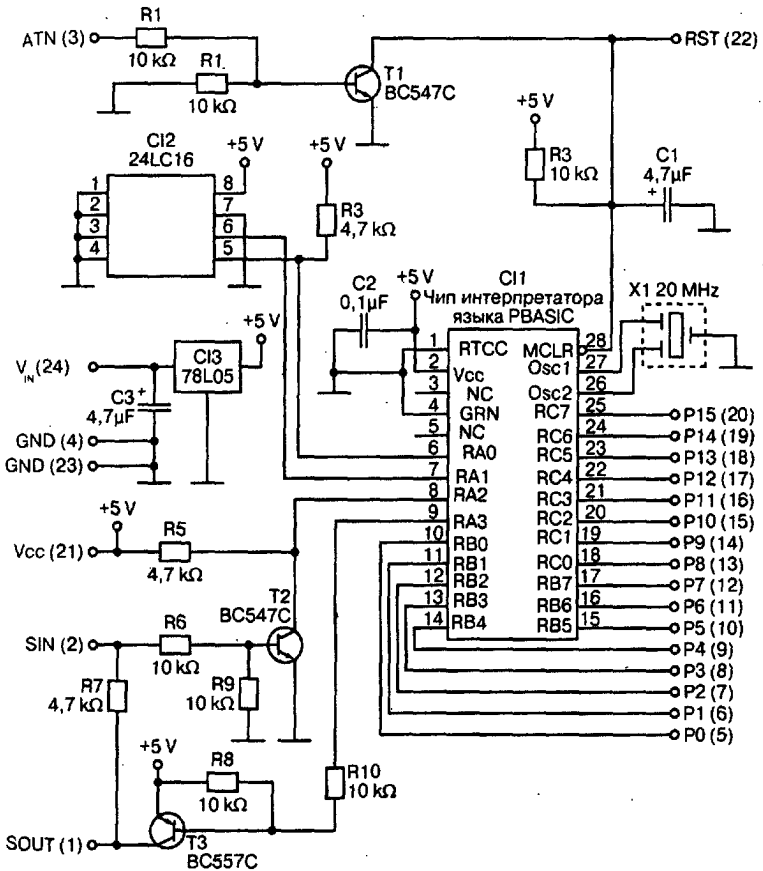 ATN (3)
R1
10 kΩ
R1
10 kΩ
T1
BC547C
RST (22)
+5 V
R3
10 kΩ
C1
4,7µF
+
CI2
24LC16
+5 V
+5 V
1
2
3
4
8
7
6
5
R3
4,7 kΩ
C2
0,1µF
+5 V
CI1
Чип интерпретатора
языка PBASIC
X1 20 MHz
V IN (24)
CI3
78L05
+5 V
C3
+
4,7µF
GND (4)
GND (23)
1 RTCC
2 Vcc
3 NC
4 GRN
5 NC
6 RA0
7 RA1
8 RA2
9 RA3
10 RB0
11 RB1
12 RB2
13 RB3
14 RB4
MCLR 28
Osc1 27
Osc2 26
RC7 25 P15 (20)
RC6 24 P14 (19)
RC5 23 P13 (18)
RC4 22 P12 (17)
RC3 21 P11 (16)
RC2 20 P10 (15)
RC1 19 P9 (14)
RC0 18 P8 (13)
RB7 17 P7 (12)
RB6 16 P6 (11)
RB5 15 P5 (10)
P4 (9)
P3 (8)
P2 (7)
P1 (6)
P0 (5)
+5 V
Vcc (21)
R5
4,7 kΩ
T2
BC547C
SIN (2)
R6
10 kΩ
R7
4,7 kΩ
R9
10 kΩ
+5 V
R8
10 kΩ
R10
10 kΩ
SOUT (1)
T3
BC557C